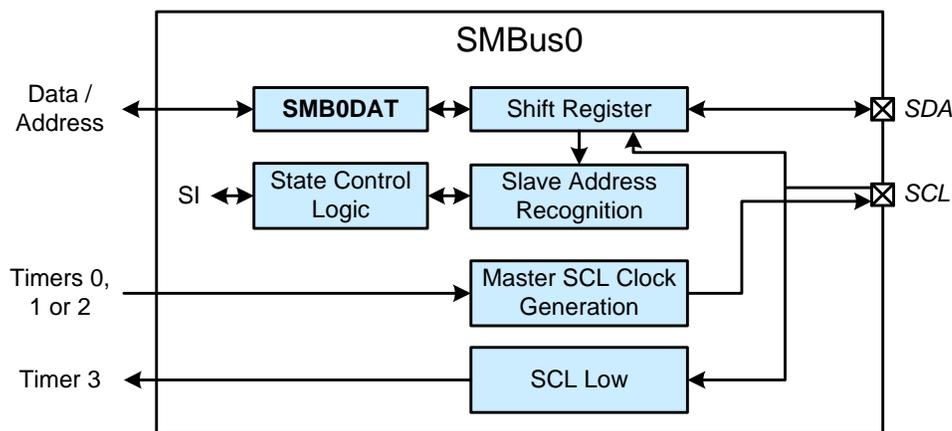 SMBus0
Data /
Address
SMB0DAT
Shift Register
SDA
SI
State Control
Logic
Slave Address
Recognition
SCL
Timers 0,
1 or 2
Master SCL Clock
Generation
Timer 3
SCL Low